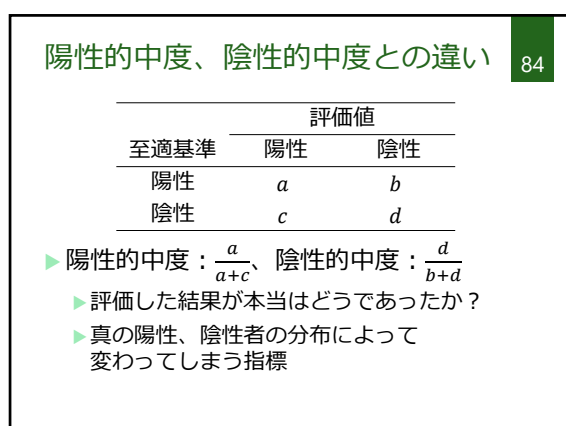 陽性的中度、陰性的中度との違い
84
評価値
至適基準 陽性 陰性
陽性 a b
陰性 c d
▶陽性的中度：a/(a+c)、陰性的中度：d/(b+d)
▶評価した結果が本当はどうであったか？
▶真の陽性、陰性者の分布によって
変わってしまう指標